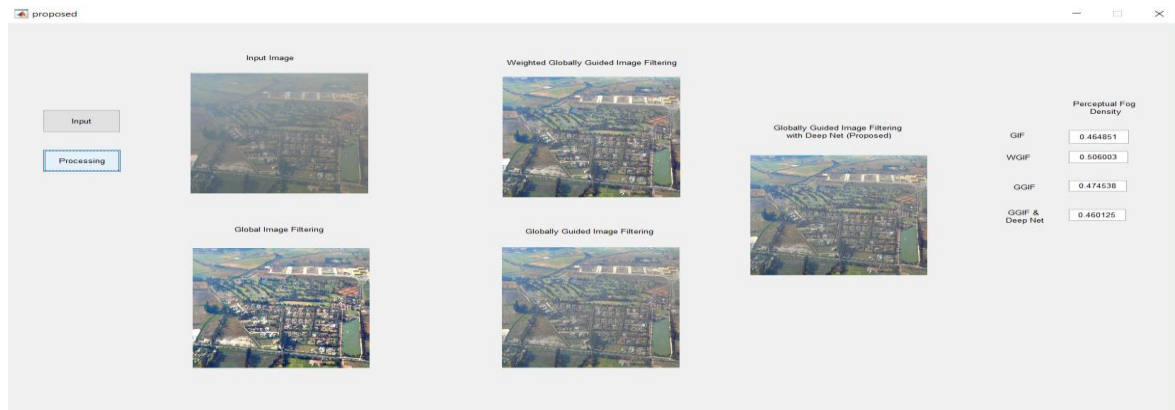 proposed
Input Image
Weighted Globally Guided Image Filtering
Input
Processing
Globally Guided Image Filtering
with Deep Net (Proposed)
Perceptual Fog
Density
GIF
0.464851
WGIF
0.506003
GGIF
0.474538
GGIF &
Deep Net
0.460125
Global Image Filtering
Globally Guided Image Filtering